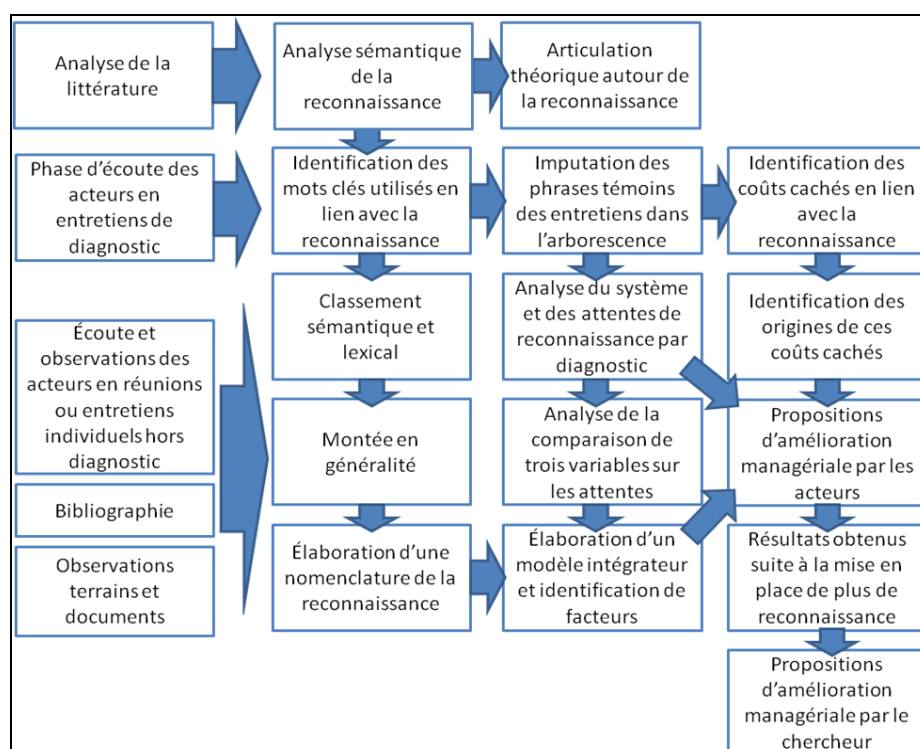 Analyse de la
littérature
Analyse sémantique
de la
reconnaissance
Articulation
théorique autour de
la reconnaissance
Phase d'écoute des
acteurs en
entretiens de
diagnostic
Identification des
mots clés utilisés en
lien avec la
reconnaissance
Imputation des
phrases témoins
des entretiens dans
l'arborescence
Identification des
coûts cachés en lien
avec la
reconnaissance
Écoute et
observations des
acteurs en réunions
ou entretiens
individuels hors
diagnostic
Classement
sémantique et
lexical
Analyse du système
et des attentes de
reconnaissance par
diagnostic
Identification des
origines de ces
coûts cachés
Montée en
généralité
Analyse de la
comparaison de
trois variables sur
les attentes
Propositions
d'amélioration
managériale par les
acteurs
Bibliographie
Observations
terrains et
documents
Élaboration d'une
nomenclature de la
reconnaissance
Élaboration d'un
modèle intégrateur
et identification de
facteurs
Résultats obtenus
suite à la mise en
place de plus de
reconnaissance
Propositions
d'amélioration
managériale par le
chercheur